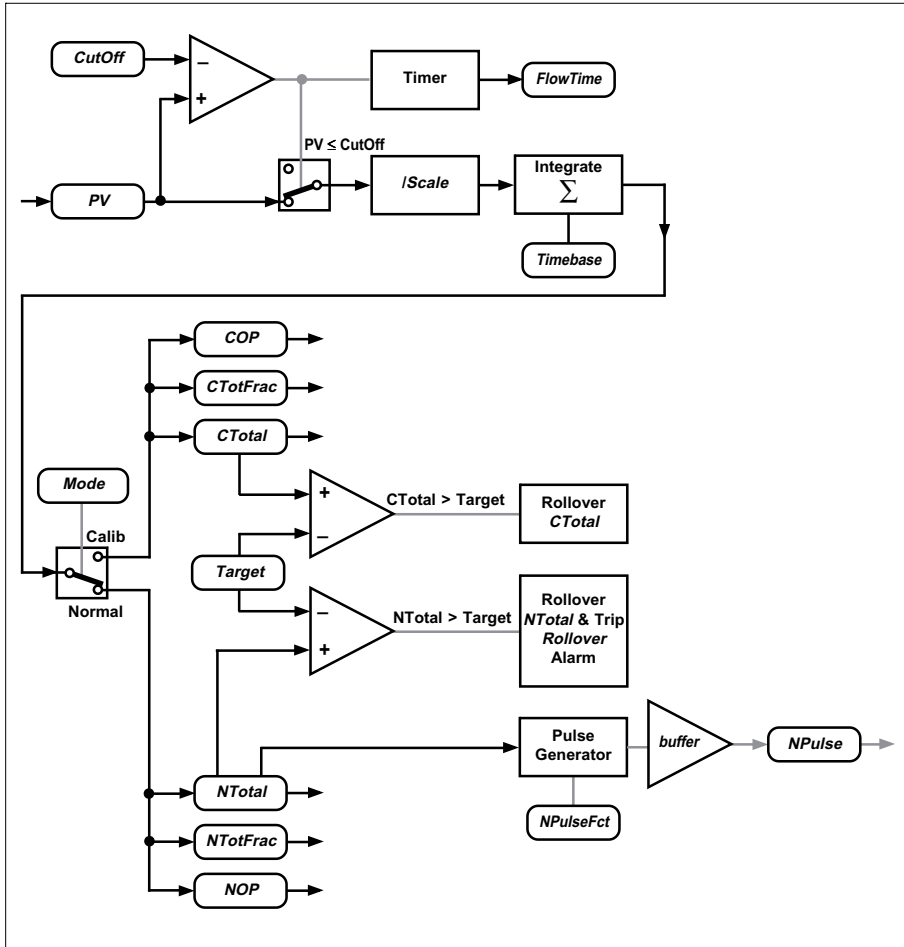 CutOff
−
+
Timer
FlowTime
PV ≤ CutOff
PV
/Scale
Integrate
Σ
Timebase
COP
CTotFrac
CTotal
Mode
Calib
Normal
+
−
CTotal > Target
Rollover
CTotal
Target
−
+
NTotal > Target
Rollover
NTotal & Trip
Rollover
Alarm
Pulse
Generator
buffer
NPulse
NPulseFct
NTotal
NTotFrac
NOP